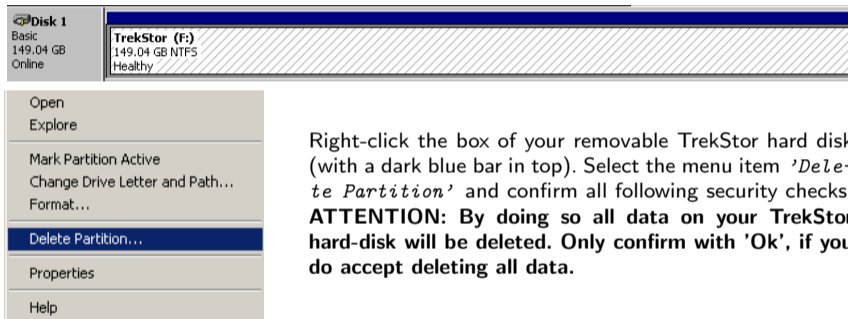 Disk 1
Basic
149.04 GB
Online
TrekStor (F:)
149.04 GB NTFS
Healthy
Open
Explore
Mark Partition Active
Change Drive Letter and Path...
Format...
Delete Partition...
Properties
Help
Right-click the box of your removable TrekStor hard disk
(with a dark blue bar in top). Select the menu item 'Dele-
te Partition' and confirm all following security checks
ATTENTION: By doing so all data on your TrekStor
hard-disk will be deleted. Only confirm with 'Ok', if you
do accept deleting all data.